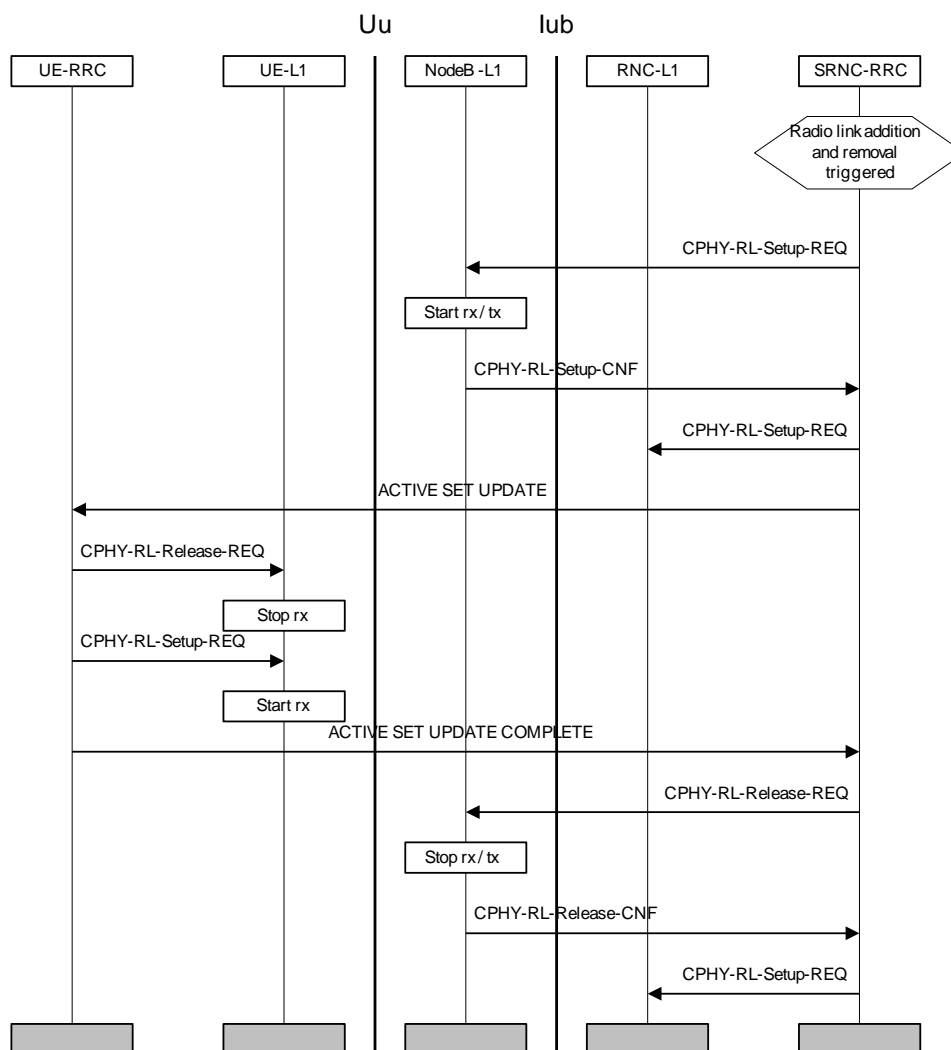 Uu
Iub
UE-RRC
UE-L1
NodeB -L1
RNC-L1
SRNC-RRC
Radio link addition
and removal
triggered
CPHY-RL-Setup-REQ
Start rx / tx
CPHY-RL-Setup-CNF
CPHY-RL-Setup-REQ
ACTIVE SET UPDATE
CPHY-RL-Release-REQ
Stop rx
CPHY-RL-Setup-REQ
Start rx
ACTIVE SET UPDATE COMPLETE
CPHY-RL-Release-REQ
Stop rx / tx
CPHY-RL-Release-CNF
CPHY-RL-Setup-REQ